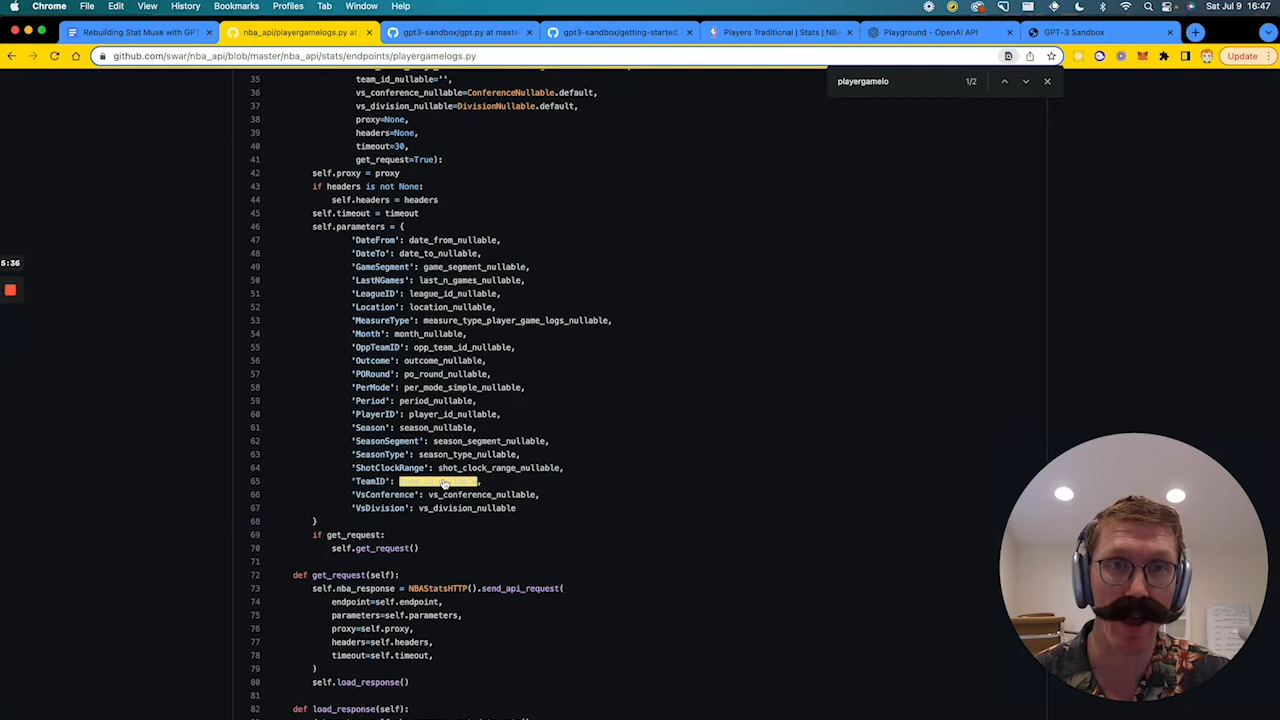 Chrome File Edit View History Bookmarks Profiles Tab Window Help Sat Jul 9 16:47
Rebuilding Stat Muse with GPT nba_api/playergamelogs.py at gpt3-sandbox/gpt.py at maste gpt3-sandbox/getting-started. Players Traditional | Stats | NBA Playground - OpenAI API GPT-3 Sandbox
github.com/swar/nba_api/blob/master/nba_api/stats/endpoints/playergamelogs.py Update
playergamelo 1/2
35 team_id_nullable='',
36 vs_conference_nullable=ConferenceNullable.default,
37 vs_division_nullable=DivisionNullable.default,
38 proxy=None,
39 headers=None,
40 timeout=30,
41 get_request=True):
42 self.proxy = proxy
43 if headers is not None:
44 self.headers = headers
45 self.timeout = timeout
46 self.parameters = {
47 'DateFrom': date_from_nullable,
48 'DateTo': date_to_nullable,
5:36
49 'GameSegment': game_segment_nullable,
50 'LastNGames': last_n_games_nullable,
51 'LeagueID': league_id_nullable,
52 'Location': location_nullable,
53 'MeasureType': measure_type_player_game_logs_nullable,
54 'Month': month_nullable,
55 'OppTeamID': opp_team_id_nullable,
56 'Outcome': outcome_nullable,
57 'PORound': po_round_nullable,
58 'PerMode': per_mode_simple_nullable,
59 'Period': period_nullable,
60 'PlayerID': player_id_nullable,
61 'Season': season_nullable,
62 'SeasonSegment': season_segment_nullable,
63 'SeasonType': season_type_nullable,
64 'ShotClockRange': shot_clock_range_nullable,
65 'TeamID':
66 'VsConference': vs_conference_nullable,
67 'VsDivision': vs_division_nullable
68 }
69 if get_request:
70 self.get_request()
71
72 def get_request(self):
73 self.nba_response = NBAStatsHTTP().send_api_request(
74 endpoint=self.endpoint,
75 parameters=self.parameters,
76 proxy=self.proxy,
77 headers=self.headers,
78 timeout=self.timeout,
79 )
80 self.load_response()
81
82 def load_response(self):